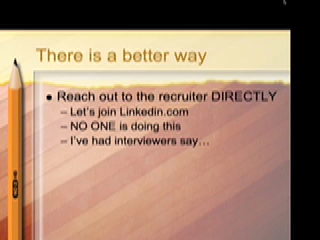 There is a better way
Reach out to the recruiter DIRECTLY
– Let's join Linkedin.com
– NO ONE is doing this
– I've had interviewers say…